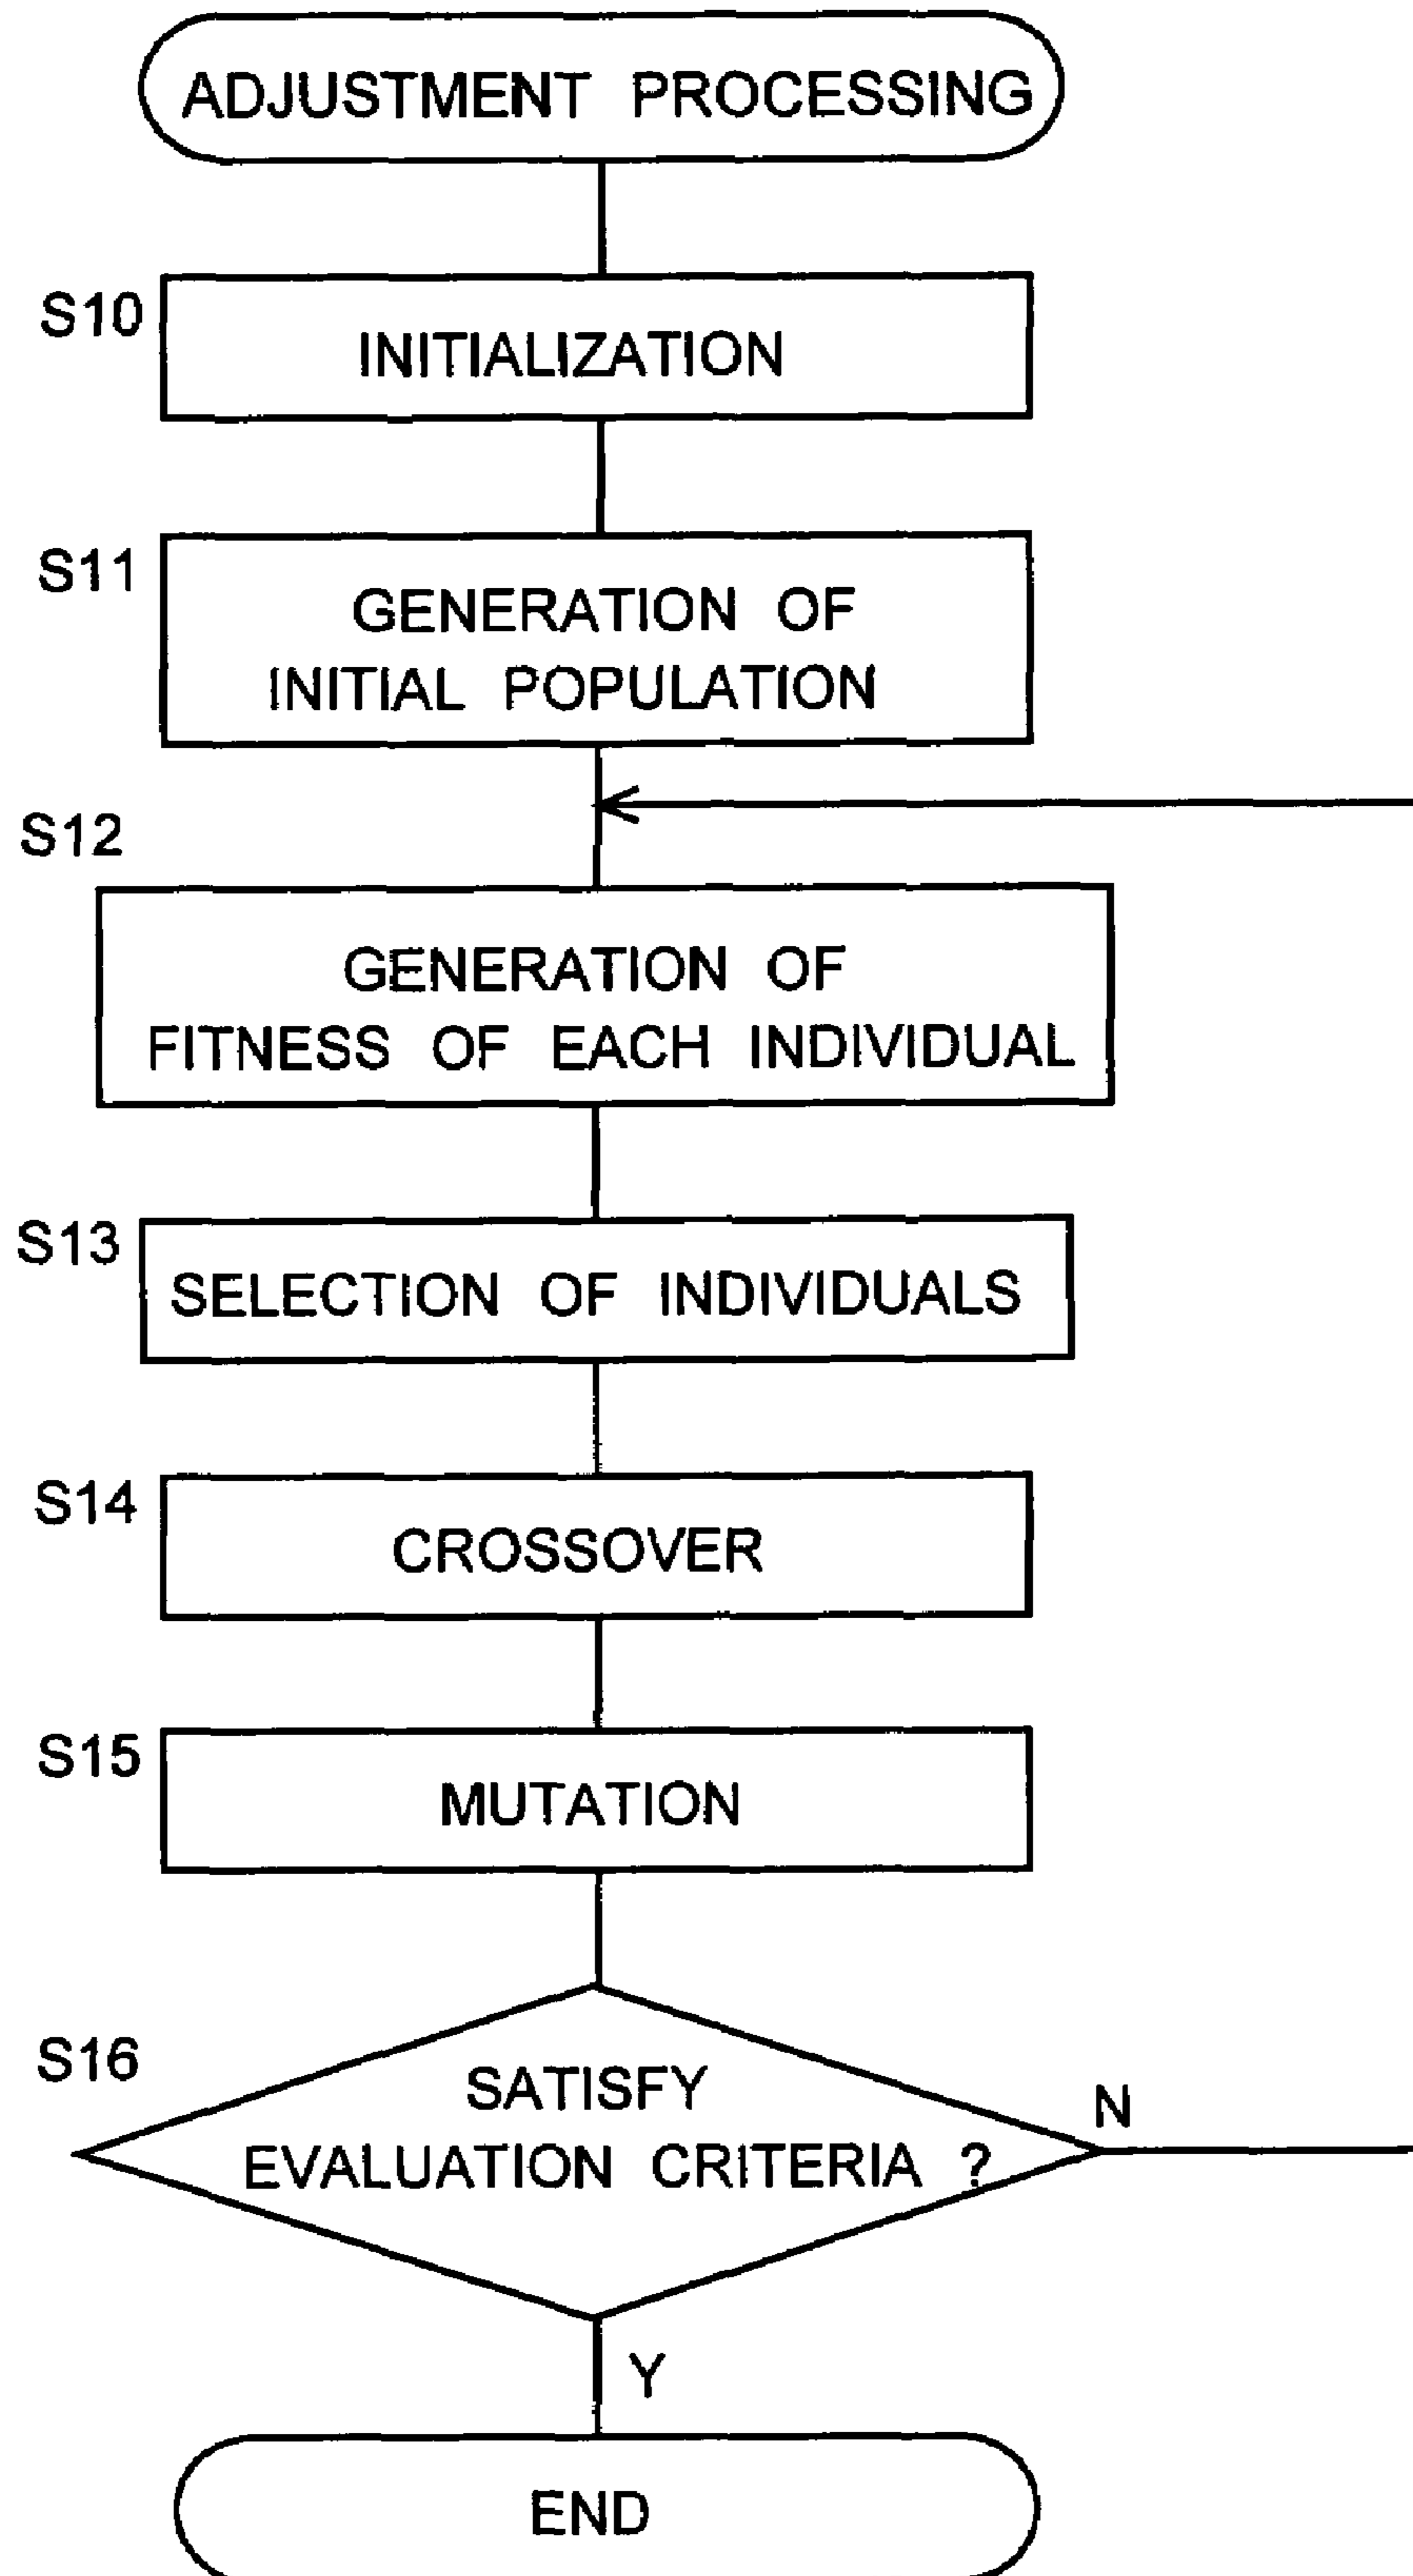 ADJUSTMENT PROCESSING
S10
INITIALIZATION
S11
GENERATION OF
INITIAL POPULATION
S12
GENERATION OF
FITNESS OF EACH INDIVIDUAL
S13
SELECTION OF INDIVIDUALS
S14
CROSSOVER
S15
MUTATION
S16
SATISFY
EVALUATION CRITERIA ?
N
Y
END